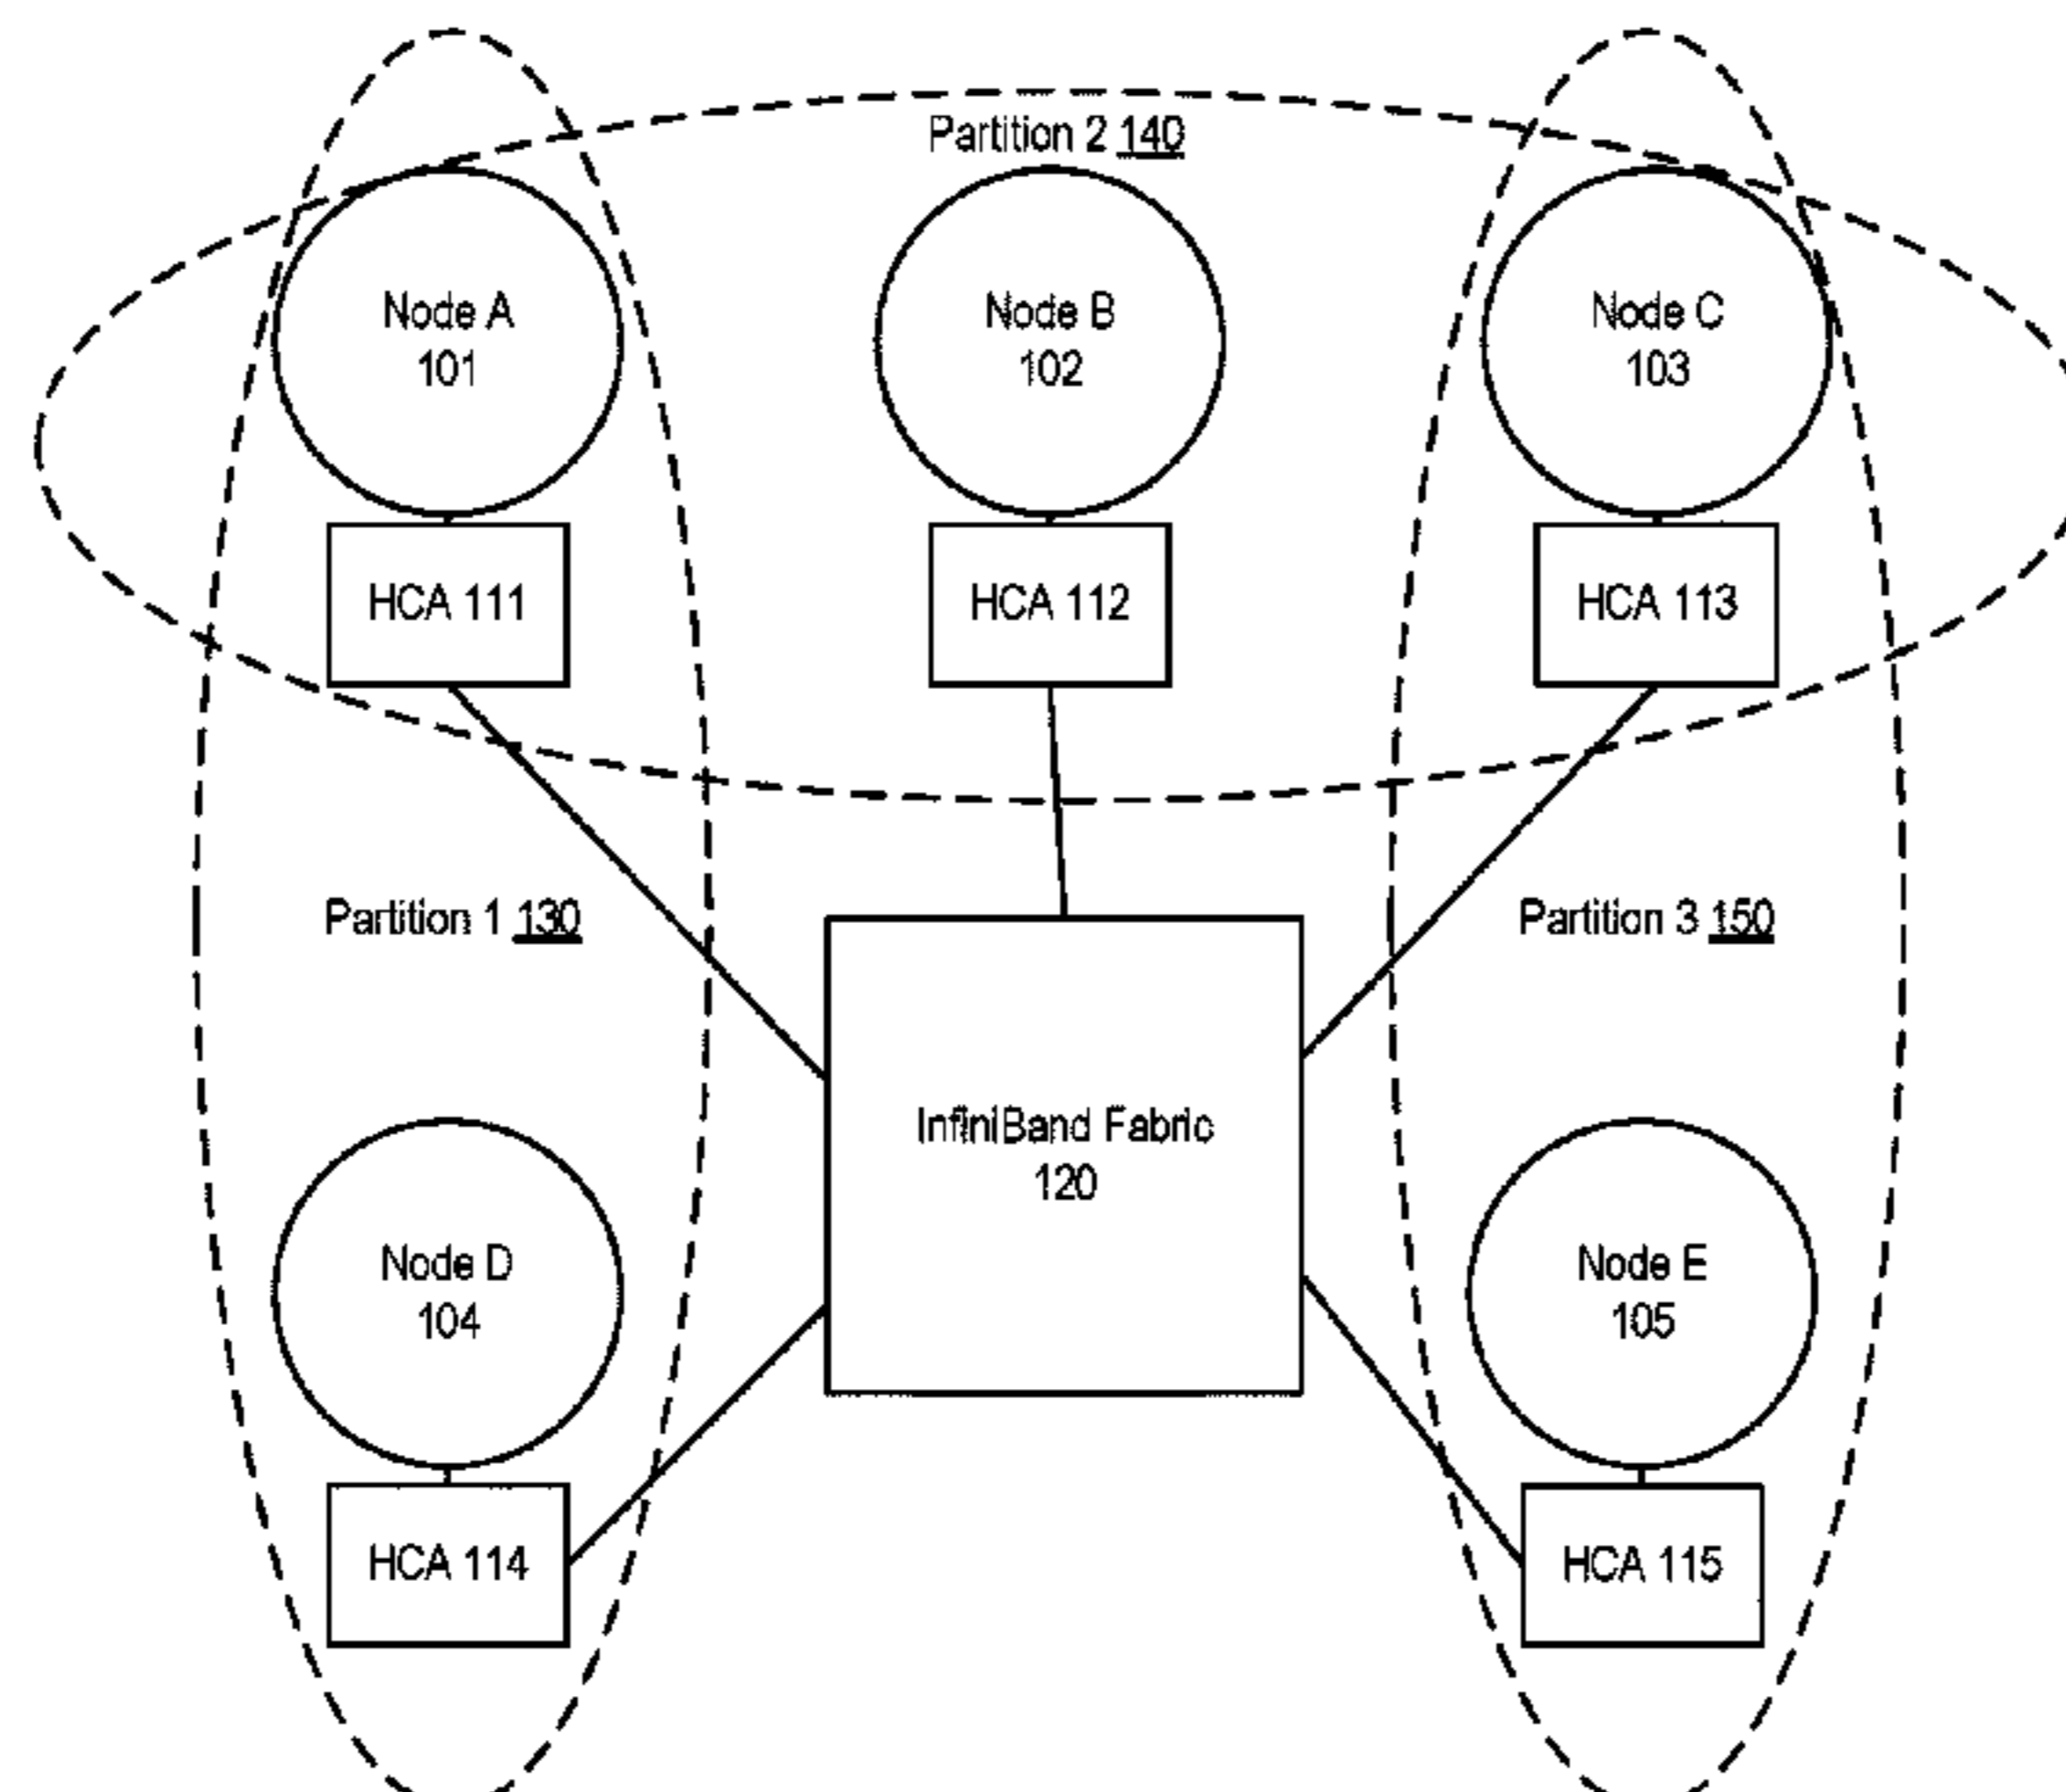 Partition 2 140
Node A
101
Node B
102
Node C
103
HCA 111
HCA 112
HCA 113
Partition 1 130
Partition 3 150
InfiniBand Fabric
120
Node D
104
Node E
105
HCA 114
HCA 115